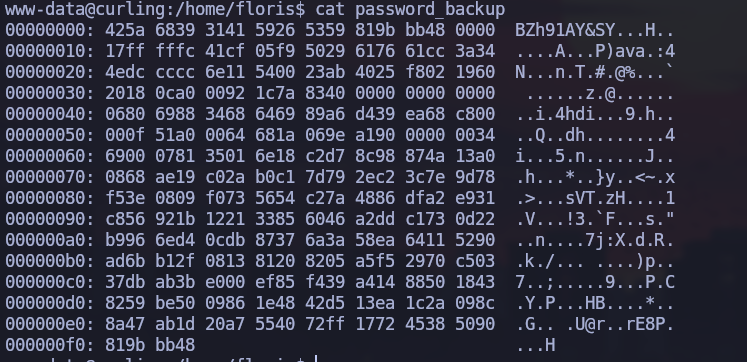 www-data@curling:/home/floris$ cat password_backup
00000000: 425a 6839 3141 5926 5359 819b bb48 0000  BZh91AY&SY...H..
00000010: 17ff fffc 41cf 05f9 5029 6176 61cc 3a34  ....A...P)ava.:4
00000020: 4edc cccc 6e11 5400 23ab 4025 f802 1960  N...n.T.#.@%...`
00000030: 2018 0ca0 0092 1c7a 8340 0000 0000 0000   ......z.@......
00000040: 0680 6988 3468 6469 89a6 d439 ea68 c800  ..i.4hdi...9.h..
00000050: 000f 51a0 0064 681a 069e a190 0000 0034  ..Q..dh........4
00000060: 6900 0781 3501 6e18 c2d7 8c98 874a 13a0  i...5.n......J..
00000070: 0868 ae19 c02a b0c1 7d79 2ec2 3c7e 9d78  .h...*..}y..<~.x
00000080: f53e 0809 f073 5654 c27a 4886 dfa2 e931  .>...sVT.zH....1
00000090: c856 921b 1221 3385 6046 a2dd c173 0d22  .V...!3.`F...s."
000000a0: b996 6ed4 0cdb 8737 6a3a 58ea 6411 5290  ..n....7j:X.d.R.
000000b0: ad6b b12f 0813 8120 8205 a5f5 2970 c503  .k./... ....)p..
000000c0: 37db ab3b e000 ef85 f439 a414 8850 1843  7..;.....9...P.C
000000d0: 8259 be50 0986 1e48 42d5 13ea 1c2a 098c  .Y.P...HB....*..
000000e0: 8a47 ab1d 20a7 5540 72ff 1772 4538 5090  .G.. .U@r..rE8P.
000000f0: 819b bb48                                ...H